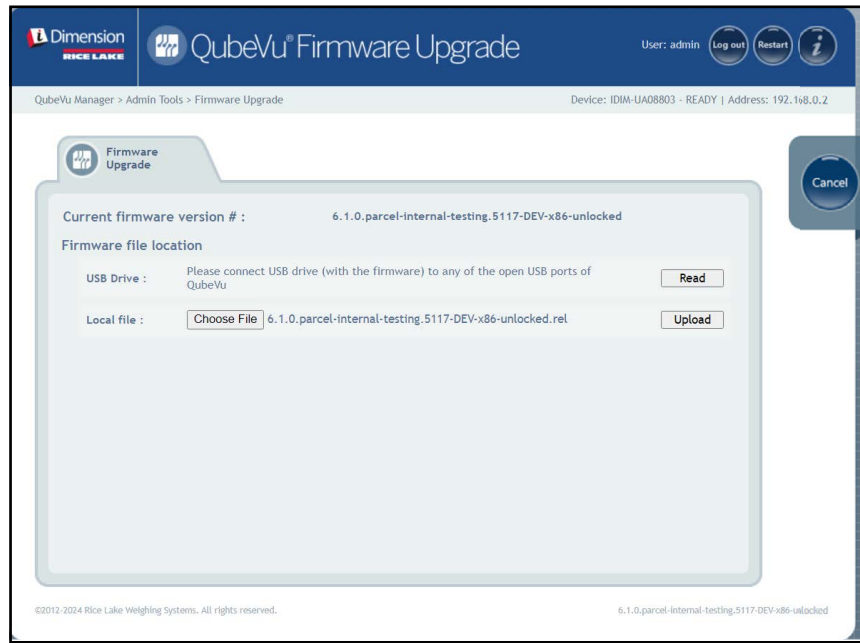 iDimension
RICE LAKE
QubeVu® Firmware Upgrade
User: admin
Log out
Restart
i
QubeVu Manager > Admin Tools > Firmware Upgrade
Device: IDIM-UA08803 - READY | Address: 192.168.0.2
Firmware
Upgrade
Cancel
Current firmware version # : 6.1.0.parcel-internal-testing.5117-DEV-x86-unlocked
Firmware file location
USB Drive : Please connect USB drive (with the firmware) to any of the open USB ports of
QubeVu
Read
Local file : Choose File 6.1.0.parcel-internal-testing.5117-DEV-x86-unlocked.rel Upload
©2012-2024 Rice Lake Weighing Systems. All rights reserved.
6.1.0.parcel-internal-testing.5117-DEV-x86-unlocked